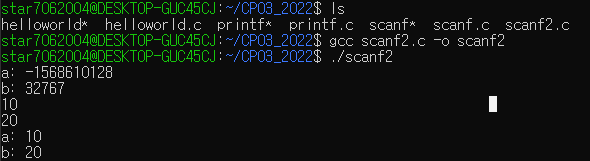 star7062004@DESKTOP-GUC45CJ:~/CP03_2022$ ls
helloworld*  helloworld.c  printf*  printf.c  scanf*  scanf.c  scanf2.c
star7062004@DESKTOP-GUC45CJ:~/CP03_2022$ gcc scanf2.c -o scanf2
star7062004@DESKTOP-GUC45CJ:~/CP03_2022$ ./scanf2
a: -1568610128
b: 32767
10
20
a: 10
b: 20